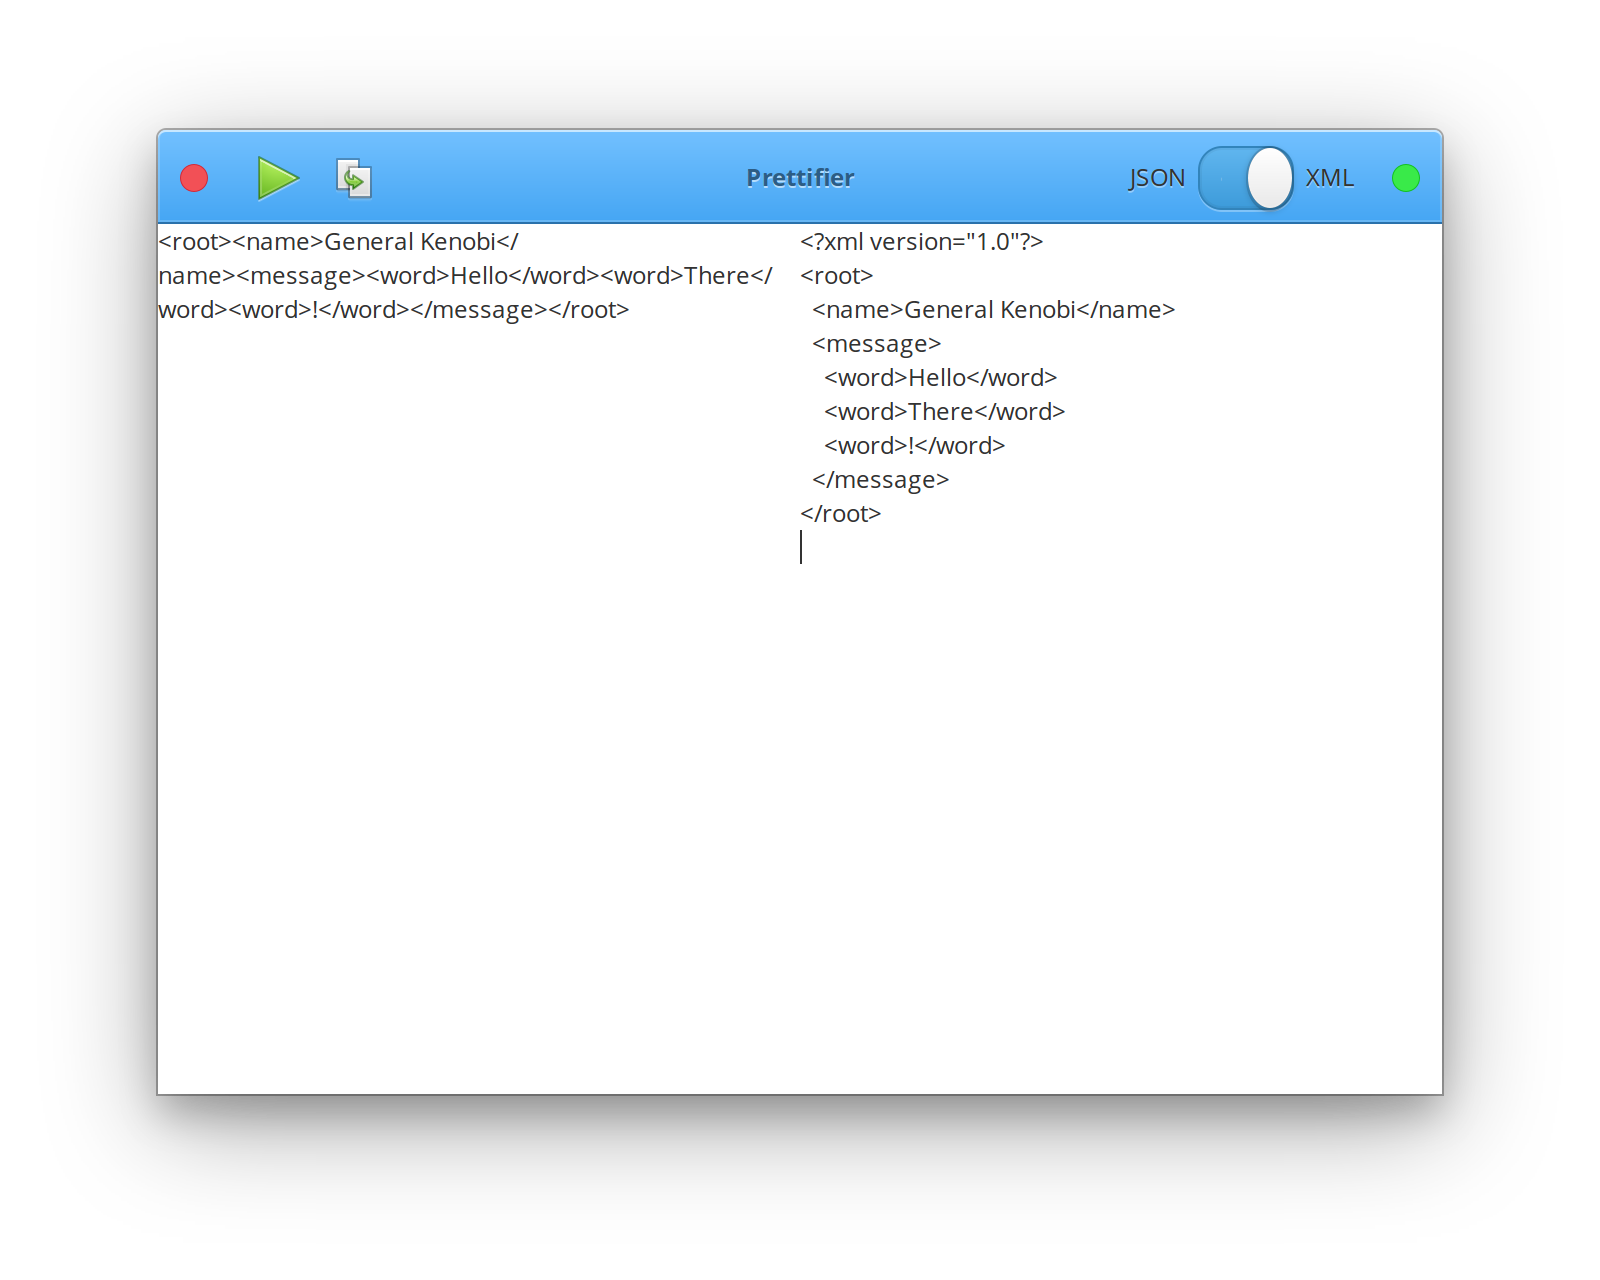 Prettifier
JSON
XML
<root><name>General Kenobi</
name><message><word>Hello</word><word>There</
word><word>!</word></message></root>
<?xml version="1.0"?>
<root>
  <name>General Kenobi</name>
  <message>
    <word>Hello</word>
    <word>There</word>
    <word>!</word>
  </message>
</root>